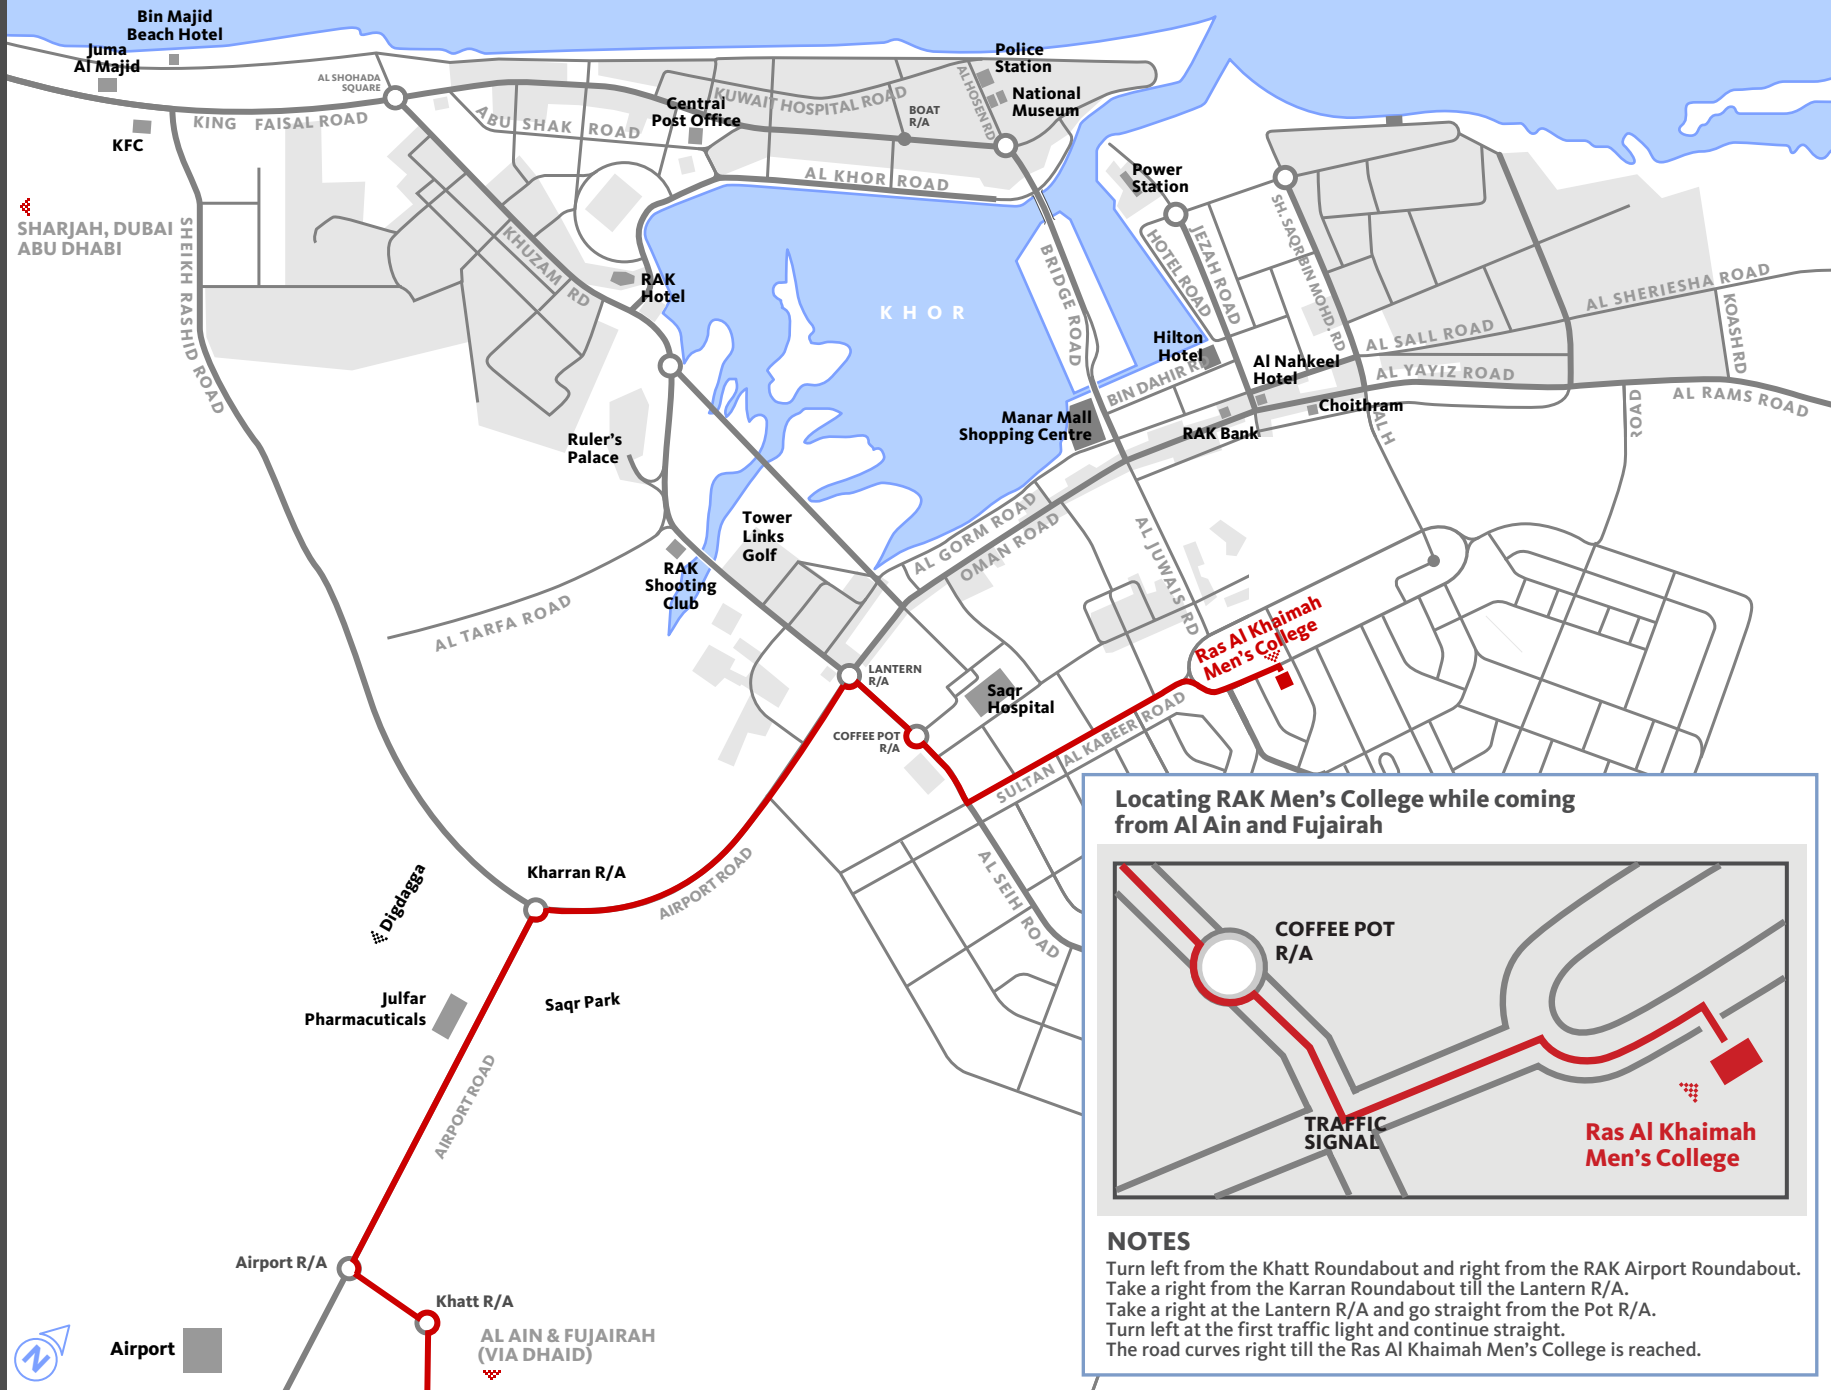 Bin Majid
Beach Hotel
Juma
Al Majid
AL SHOHADA
SQUARE
KFC
KING FAISAL ROAD
ABU SHAK ROAD
Central
Post Office
KUWAIT HOSPITAL ROAD
BOAT
R/A
AL HOSEN RD
Police
Station
National
Museum
AL KHOR ROAD
Power
Station
SHARJAH, DUBAI
ABU DHABI
SHEIKH RASHID ROAD
KHUZAM RD
RAK
Hotel
KHOR
BRIDGE ROAD
HOTEL ROAD
JEZAH ROAD
SH. SAQR BIN MOHD. RD
AL SHERIESHA ROAD
KOASH RD
AL SALL ROAD
AL YAYIZ ROAD
AL RAMS ROAD
ROAD
Hilton
Hotel
BIN DAHIR RD
Al Nahkeel
Hotel
Choithram
RAK Bank
AL H
Manar Mall
Shopping Centre
Ruler's
Palace
Tower
Links
Golf
RAK
Shooting
Club
AL GORM ROAD
OMAN ROAD
AL JUWAIS RD
AL TARFA ROAD
Ras Al Khaimah
Men's College
LANTERN
R/A
Saqr
Hospital
COFFEE POT
R/A
SULTAN AL KABEER ROAD
AL SEIH ROAD
Kharran R/A
AIRPORT ROAD
Digdagga
Julfar
Pharmacuticals
Saqr Park
AIRPORT ROAD
Airport R/A
Khatt R/A
AL AIN & FUJAIRAH
(VIA DHAID)
Airport
N
Locating RAK Men's College while coming
from Al Ain and Fujairah
COFFEE POT
R/A
TRAFFIC
SIGNAL
Ras Al Khaimah
Men's College
NOTES
Turn left from the Khatt Roundabout and right from the RAK Airport Roundabout.
Take a right from the Karran Roundabout till the Lantern R/A.
Take a right at the Lantern R/A and go straight from the Pot R/A.
Turn left at the first traffic light and continue straight.
The road curves right till the Ras Al Khaimah Men's College is reached.